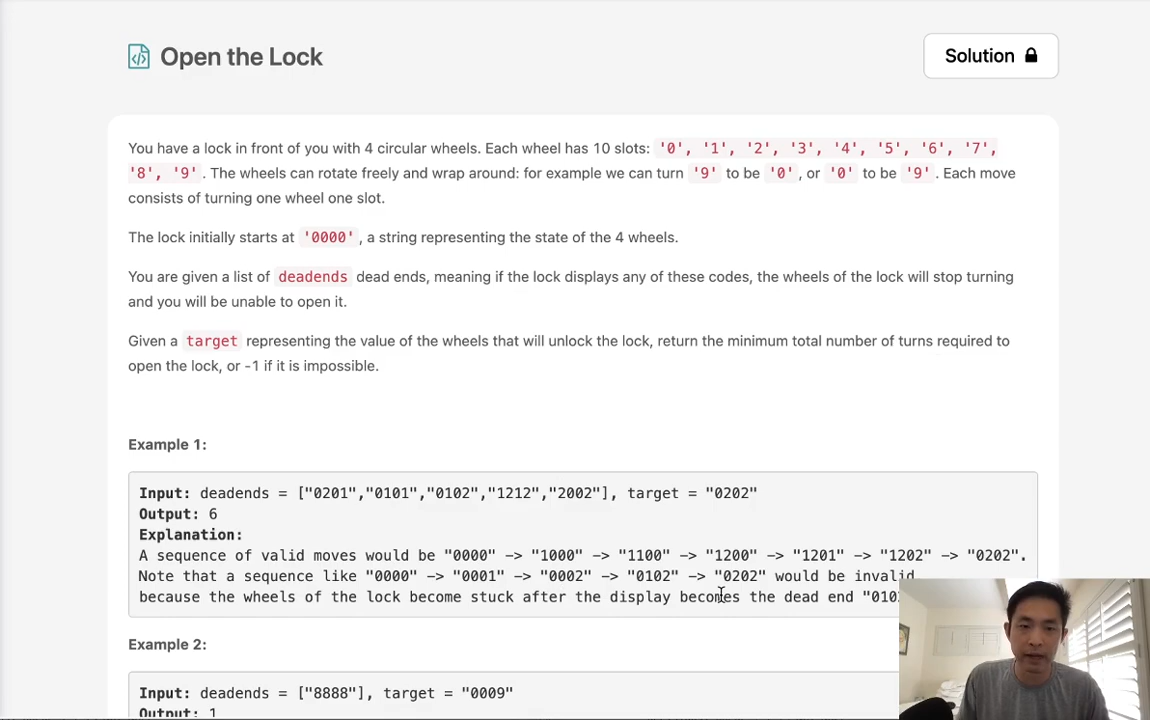 Open the Lock
Solution
You have a lock in front of you with 4 circular wheels. Each wheel has 10 slots: '0', '1', '2', '3', '4', '5', '6', '7',
'8', '9'. The wheels can rotate freely and wrap around: for example we can turn '9' to be '0', or '0' to be '9'. Each move
consists of turning one wheel one slot.
The lock initially starts at '0000', a string representing the state of the 4 wheels.
You are given a list of deadends dead ends, meaning if the lock displays any of these codes, the wheels of the lock will stop turning
and you will be unable to open it.
Given a target representing the value of the wheels that will unlock the lock, return the minimum total number of turns required to
open the lock, or -1 if it is impossible.
Example 1:
Input: deadends = ["0201","0101","0102","1212","2002"], target = "0202"
Output: 6
Explanation:
A sequence of valid moves would be "0000" -> "1000" -> "1100" -> "1200" -> "1201" -> "1202" -> "0202".
Note that a sequence like "0000" -> "0001" -> "0002" -> "0102" -> "0202" would be invalid
because the wheels of the lock become stuck after the display becomes the dead end
Example 2:
Input: deadends = ["8888"], target = "0009"
Output: 1